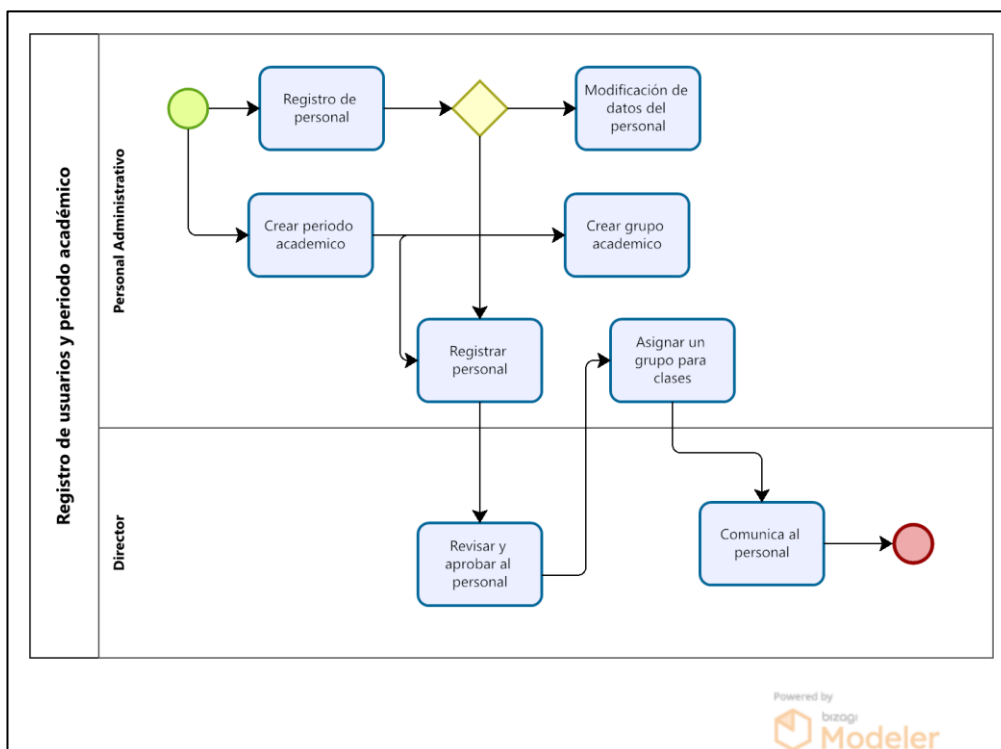 Registro de usuarios y periodo académico
Personal Administrativo
Registro de
personal
Modificación de
datos del
personal
Crear periodo
academico
Crear grupo
academico
Registrar
personal
Asignar un
grupo para
clases
Director
Revisar y
aprobar al
personal
Comunica al
personal
Powered by
bizagi
Modeler